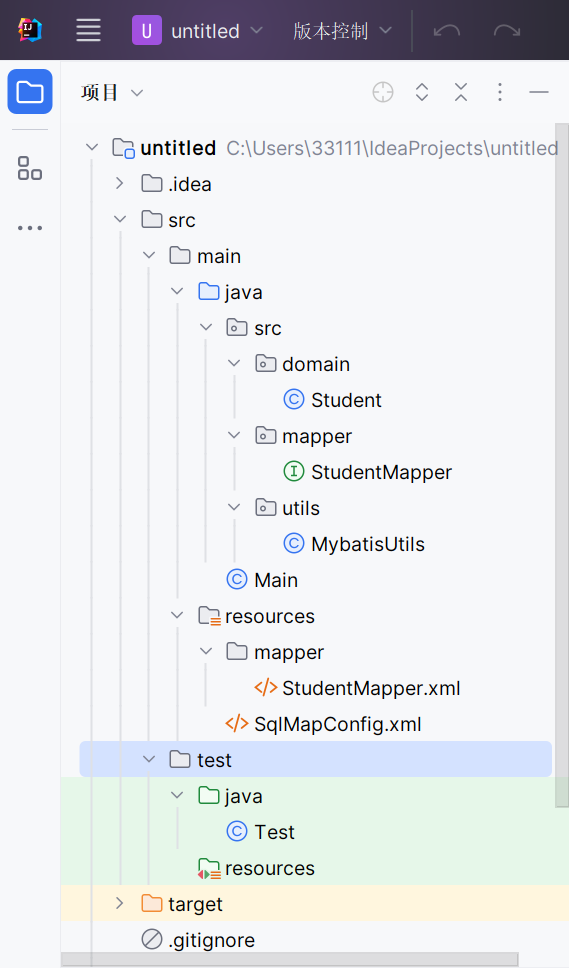 U untitled 版本控制
项目
untitled C:\Users\33111\IdeaProjects\untitled
.idea
src
main
java
src
domain
C Student
mapper
I StudentMapper
utils
C MybatisUtils
C Main
resources
mapper
</> StudentMapper.xml
</> SqlMapConfig.xml
test
java
C Test
resources
target
.gitignore